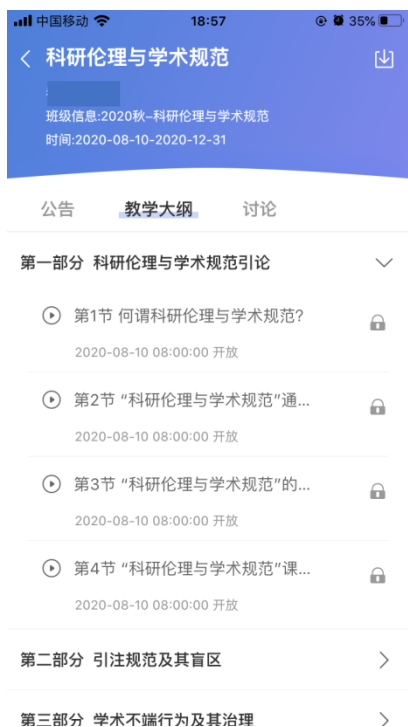 中国移动 18:57 35%
科研伦理与学术规范
班级信息:2020秋–科研伦理与学术规范
时间:2020-08-10-2020-12-31
公告 教学大纲 讨论
第一部分 科研伦理与学术规范引论
第1节 何谓科研伦理与学术规范?
2020-08-10 08:00:00 开放
第2节 “科研伦理与学术规范”通...
2020-08-10 08:00:00 开放
第3节 “科研伦理与学术规范”的...
2020-08-10 08:00:00 开放
第4节 “科研伦理与学术规范”课...
2020-08-10 08:00:00 开放
第二部分 引注规范及其盲区
第三部分 学术不端行为及其治理